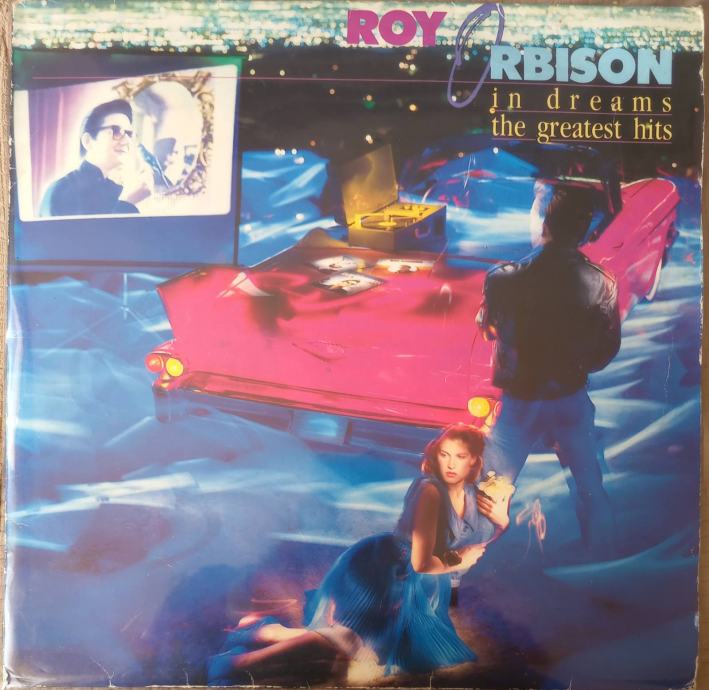 ROY
ORBISON
in dreams
the greatest hits